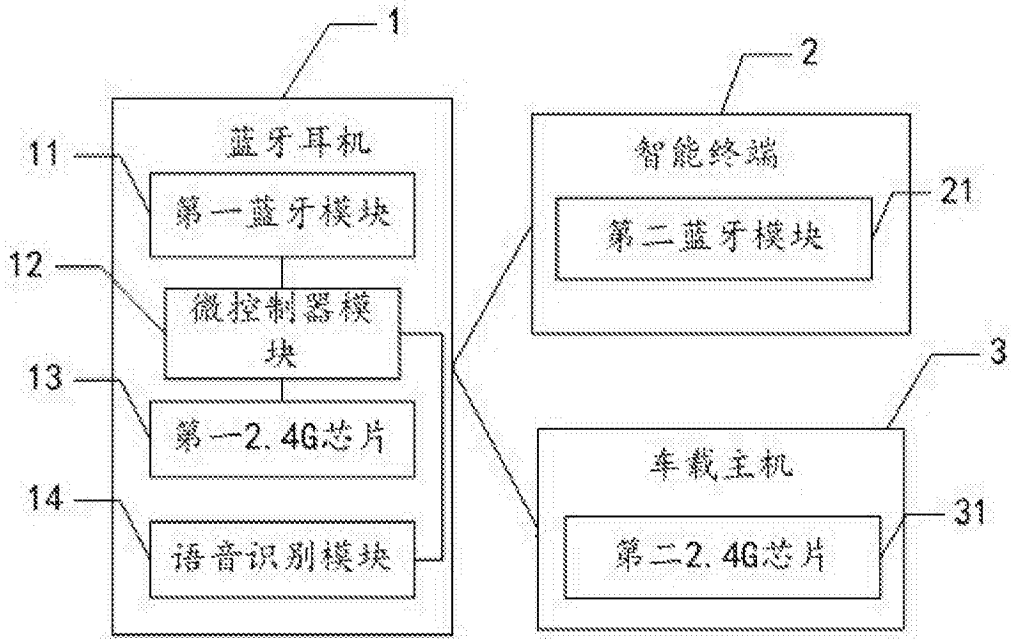 1
蓝牙耳机
11
第一蓝牙模块
12
微控制器模
块
13
第一2.4G芯片
14
语音识别模块
2
智能终端
21
第二蓝牙模块
3
车载主机
31
第二2.4G芯片